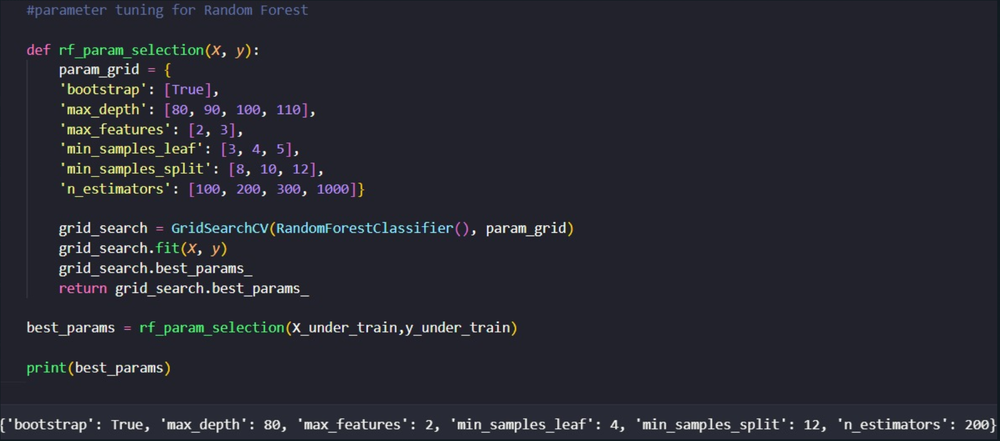 #parameter tuning for Random Forest
def rf_param_selection(X, y):
param_grid = {
'bootstrap': [True],
'max_depth': [80, 90, 100, 110],
'max_features': [2, 3],
'min_samples_leaf': [3, 4, 5],
'min_samples_split': [8, 10, 12],
'n_estimators': [100, 200, 300, 1000]}
grid_search = GridSearchCV(RandomForestClassifier(), param_grid)
grid_search.fit(X, y)
grid_search.best_params_
return grid_search.best_params_
best_params = rf_param_selection(X_under_train,y_under_train)
print(best_params)
{'bootstrap': True, 'max_depth': 80, 'max_features': 2, 'min_samples_leaf': 4, 'min_samples_split': 12, 'n_estimators': 200}